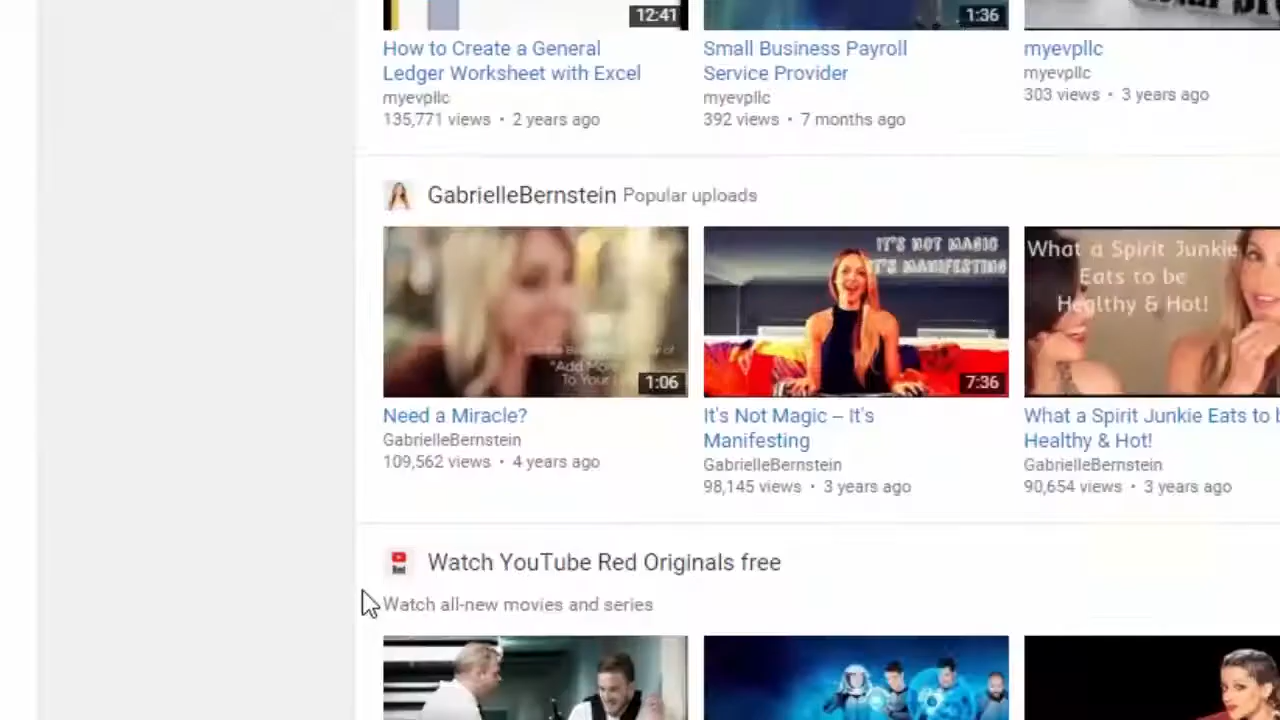 12:41
1:36
How to Create a General
Ledger Worksheet with Excel
myevpllc
135,771 views • 2 years ago
Small Business Payroll
Service Provider
myevpllc
392 views • 7 months ago
myevpllc
myevpllc
303 views • 3 years ago
GabrielleBernstein Popular uploads
"Add More
To Your
1:06
IT'S NOT MAGIC
IT'S MANIFESTING
7:36
What a Spirit Junkie
Eats to be
Healthy & Hot!
Need a Miracle?
GabrielleBernstein
109,562 views • 4 years ago
It's Not Magic – It's
Manifesting
GabrielleBernstein
98,145 views • 3 years ago
What a Spirit Junkie Eats to b
Healthy & Hot!
GabrielleBernstein
90,654 views • 3 years ago
Watch YouTube Red Originals free
Watch all-new movies and series